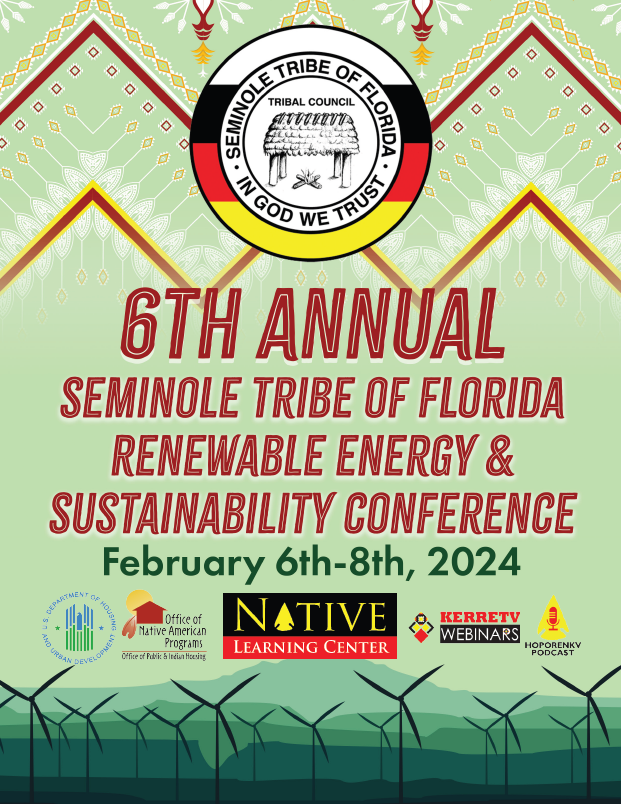 SEMINOLE TRIBE OF FLORIDA
TRIBAL COUNCIL
IN GOD WE TRUST
6TH ANNUAL
SEMINOLE TRIBE OF FLORIDA
RENEWABLE ENERGY &
SUSTAINABILITY CONFERENCE
February 6th-8th, 2024
U.S. DEPARTMENT OF HOUSING
AND URBAN DEVELOPMENT
Office of
Native American
Programs
Office of Public & Indian Housing
NATIVE
LEARNING CENTER
KERRETV
WEBINARS
HOPORENKV
PODCAST